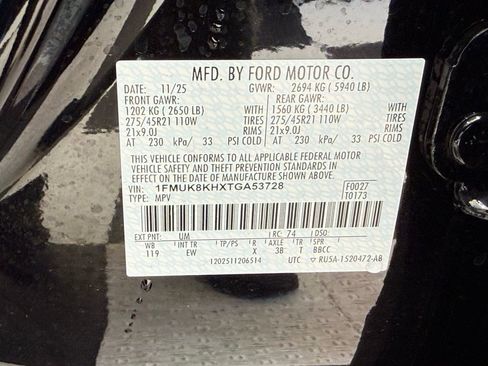 MFD. BY FORD MOTOR CO.
DATE: 11/25 GVWR: 2694 KG ( 5940 LB)
FRONT GAWR: REAR GAWR:
1202 KG ( 2650 LB) 1560 KG ( 3440 LB)
275/45R21 110W TIRES 275/45R21 110W TIRES
21x9.0J RIMS 21x9.0J RIMS
AT 230 kPa/ 33 PSI COLD AT 230 kPa/ 33 PSI COLD
THIS VEHICLE CONFORMS TO ALL APPLICABLE FEDERAL MOTOR
VEHICLE SAFETY AND THEFT PREVENTION STANDARDS IN
EFFECT ON THE DATE OF MANUFACTURE SHOWN ABOVE.
VIN: 1FMUK8KHXTGA53728 F0027
TYPE: MPV T0173
EXT PNT: UM RC: 74 DSO:
WB INT TR TP/PS R AXLE TR SPR
119 EW X 3B T BBCC
1202511206514 UTC ▽ RU5A-1520472-AB